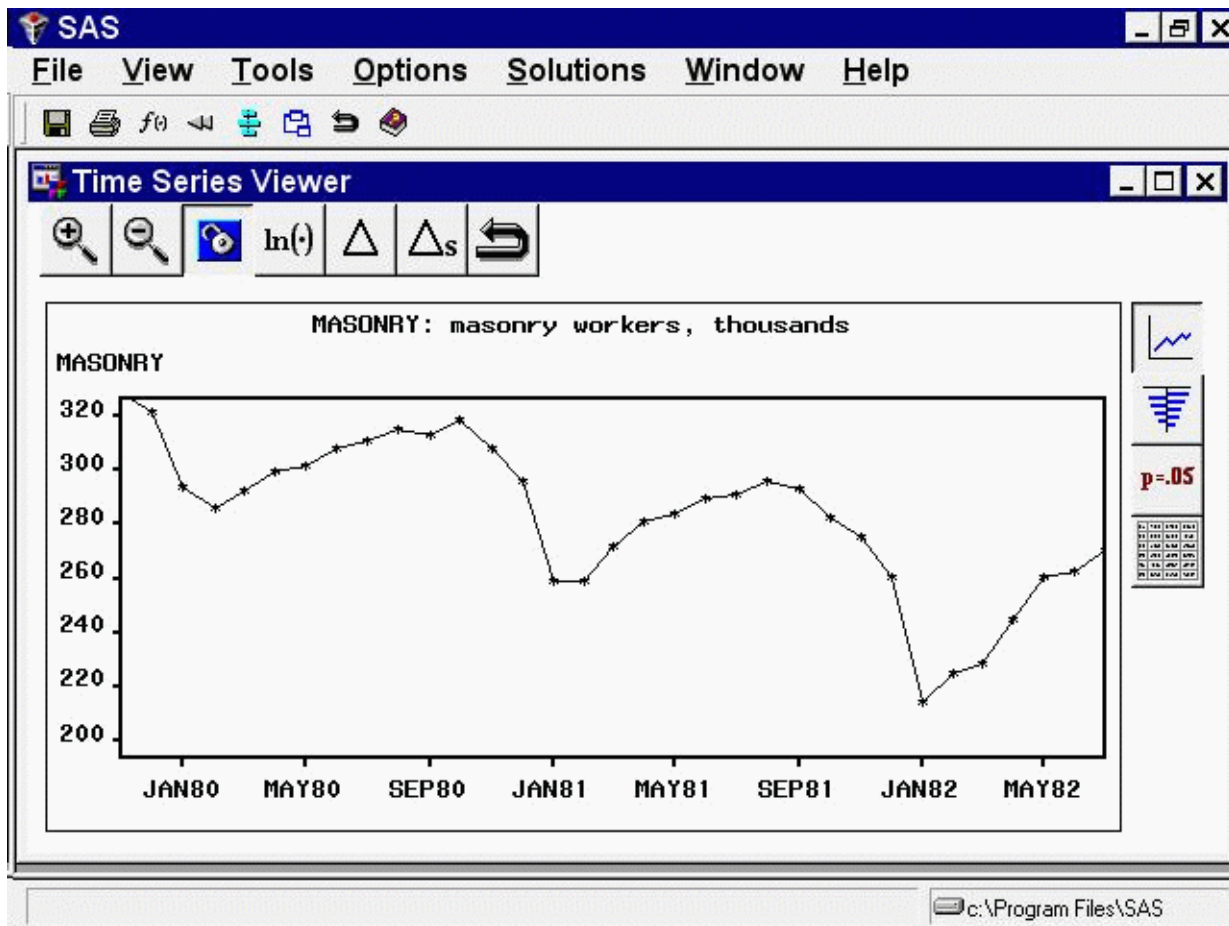 SAS
File View Tools Options Solutions Window Help
f(·)
Time Series Viewer
ln(·) Δ Δs
MASONRY: masonry workers, thousands
MASONRY
320
300
280
260
240
220
200
JAN80 MAY80 SEP80 JAN81 MAY81 SEP81 JAN82 MAY82
p=.05
c:\Program Files\SAS